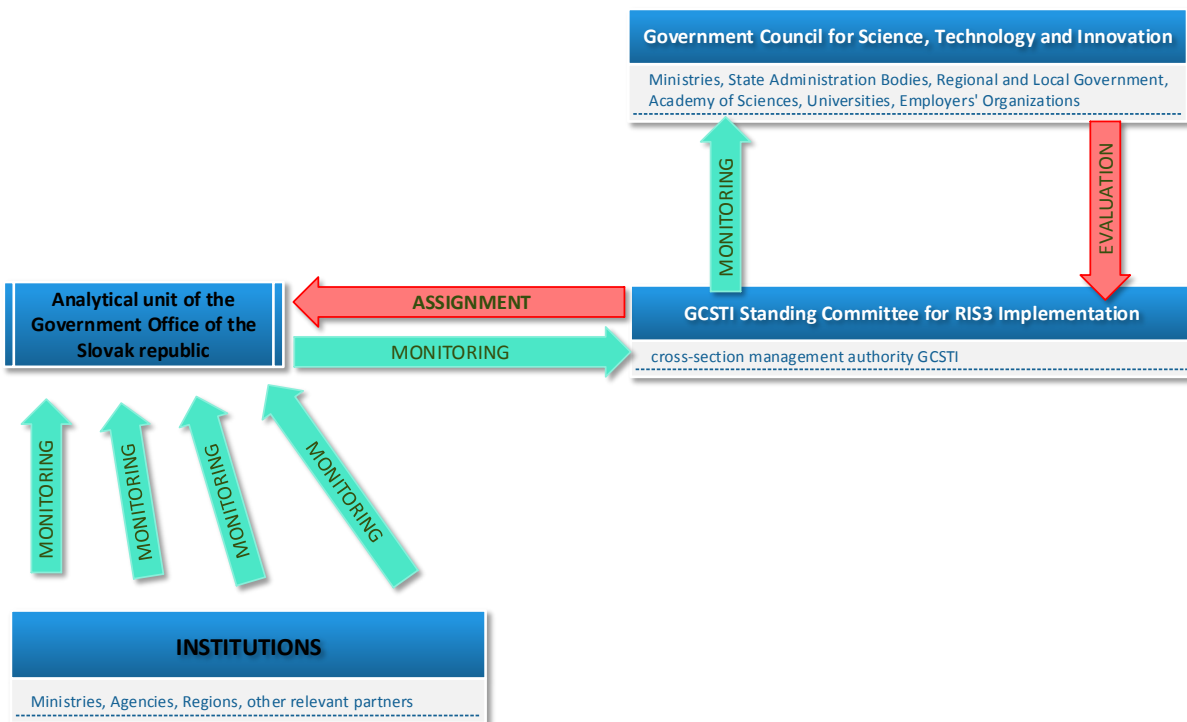 Government Council for Science, Technology and Innovation
Ministries, State Administration Bodies, Regional and Local Government,
Academy of Sciences, Universities, Employers' Organizations
MONITORING
EVALUATION
Analytical unit of the
Government Office of the
Slovak republic
ASSIGNMENT
MONITORING
GCSTI Standing Committee for RIS3 Implementation
cross-section management authority GCSTI
MONITORING
MONITORING
MONITORING
MONITORING
INSTITUTIONS
Ministries, Agencies, Regions, other relevant partners